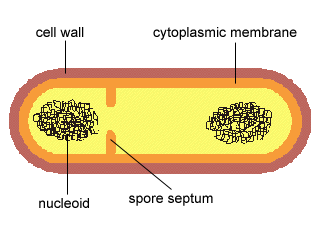 cell wall
cytoplasmic membrane
nucleoid
spore septum